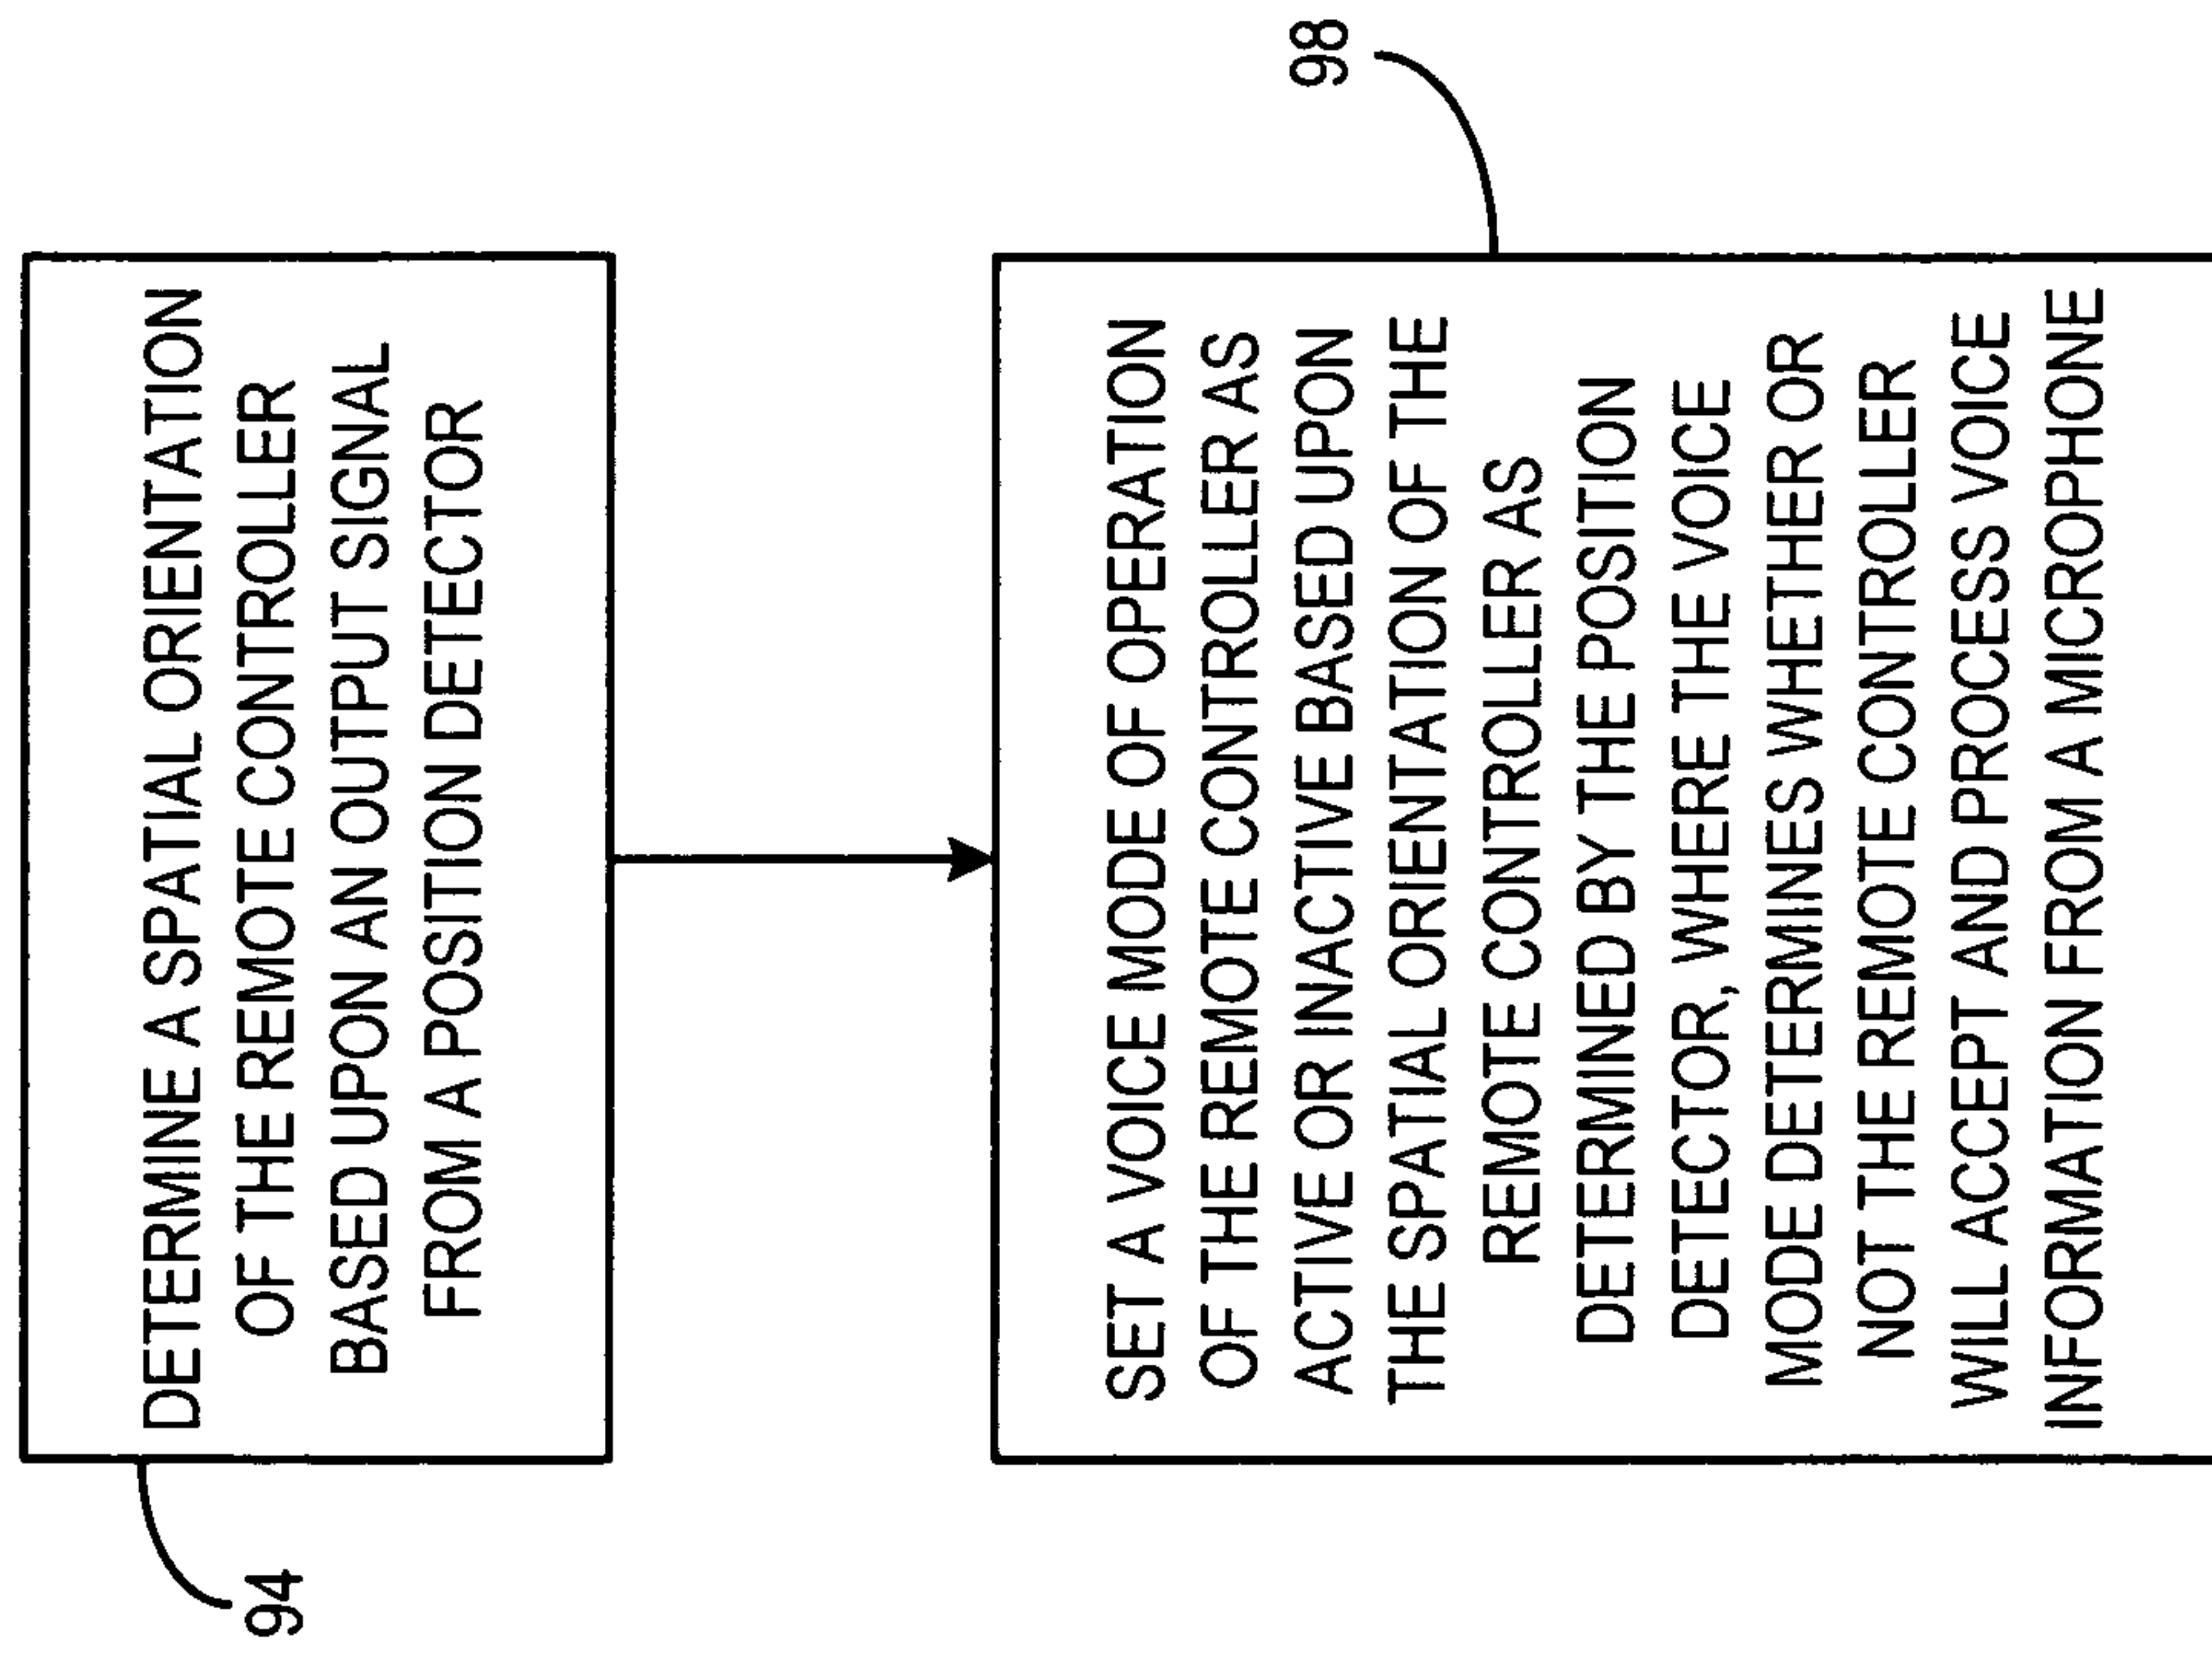 94
DETERMINE A SPATIAL ORIENTATION
OF THE REMOTE CONTROLLER
BASED UPON AN OUTPUT SIGNAL
FROM A POSITION DETECTOR
98
SET A VOICE MODE OF OPERATION
OF THE REMOTE CONTROLLER AS
ACTIVE OR INACTIVE BASED UPON
THE SPATIAL ORIENTATION OF THE
REMOTE CONTROLLER AS
DETERMINED BY THE POSITION
DETECTOR, WHERE THE VOICE
MODE DETERMINES WHETHER OR
NOT THE REMOTE CONTROLLER
WILL ACCEPT AND PROCESS VOICE
INFORMATION FROM A MICROPHONE